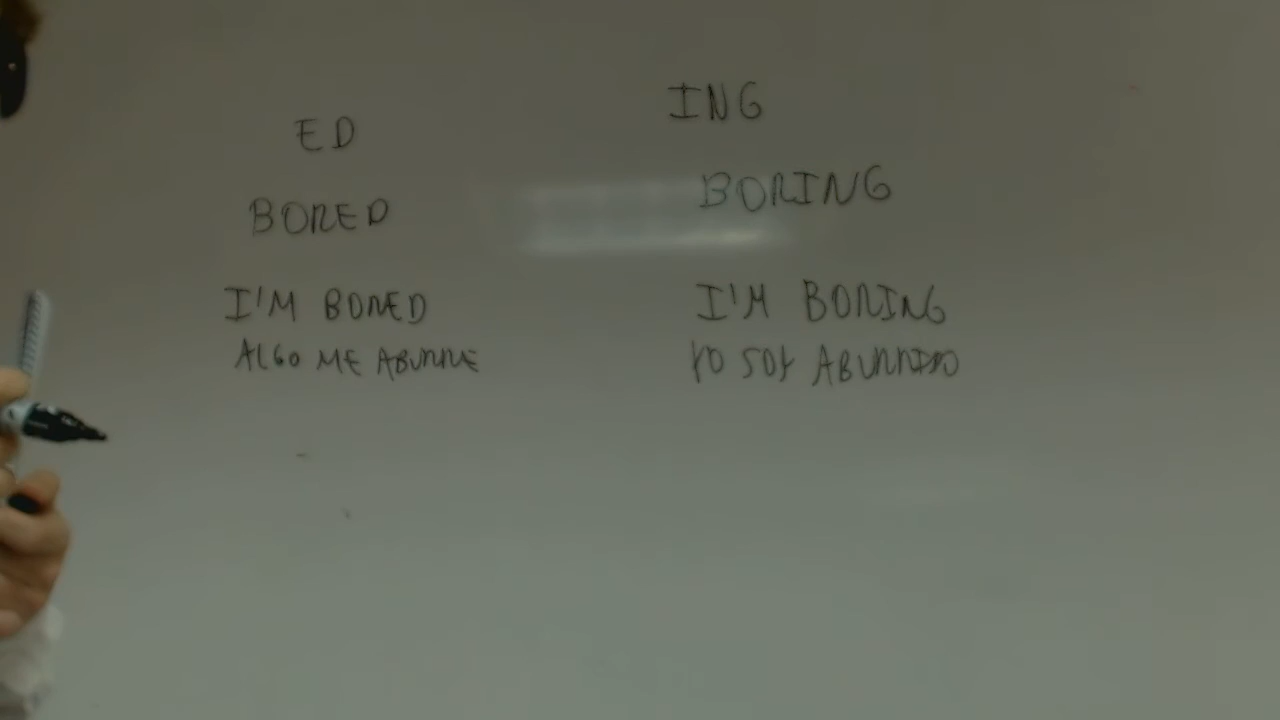 ED
BORED
I'M BORED
ALGO ME ABURRE
ING
BORING
I'M BORING
YO SOY ABURRIDO